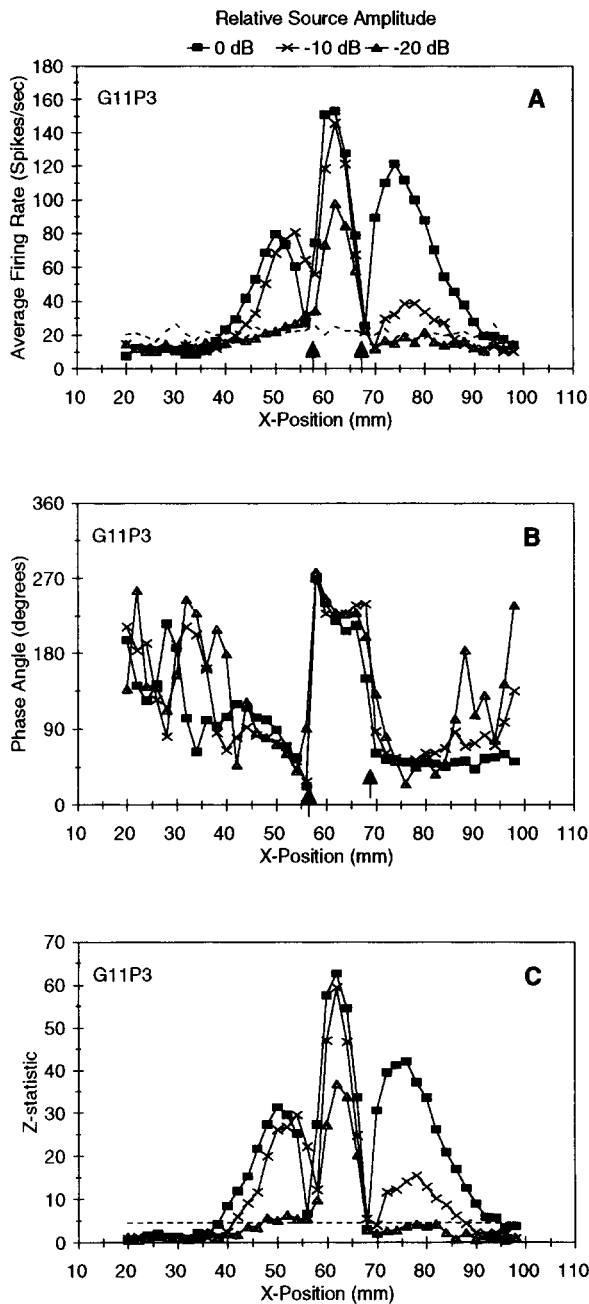 Relative Source Amplitude
0 dB -10 dB -20 dB
180
160
140
120
100
80
60
40
20
0
G11P3
A
Average Firing Rate (Spikes/sec)
10 20 30 40 50 60 70 80 90 100 110
X-Position (mm)
360
270
180
90
0
G11P3
B
Phase Angle (degrees)
10 20 30 40 50 60 70 80 90 100 110
X-Position (mm)
70
60
50
40
30
20
10
0
G11P3
C
Z-statistic
10 20 30 40 50 60 70 80 90 100 110
X-Position (mm)